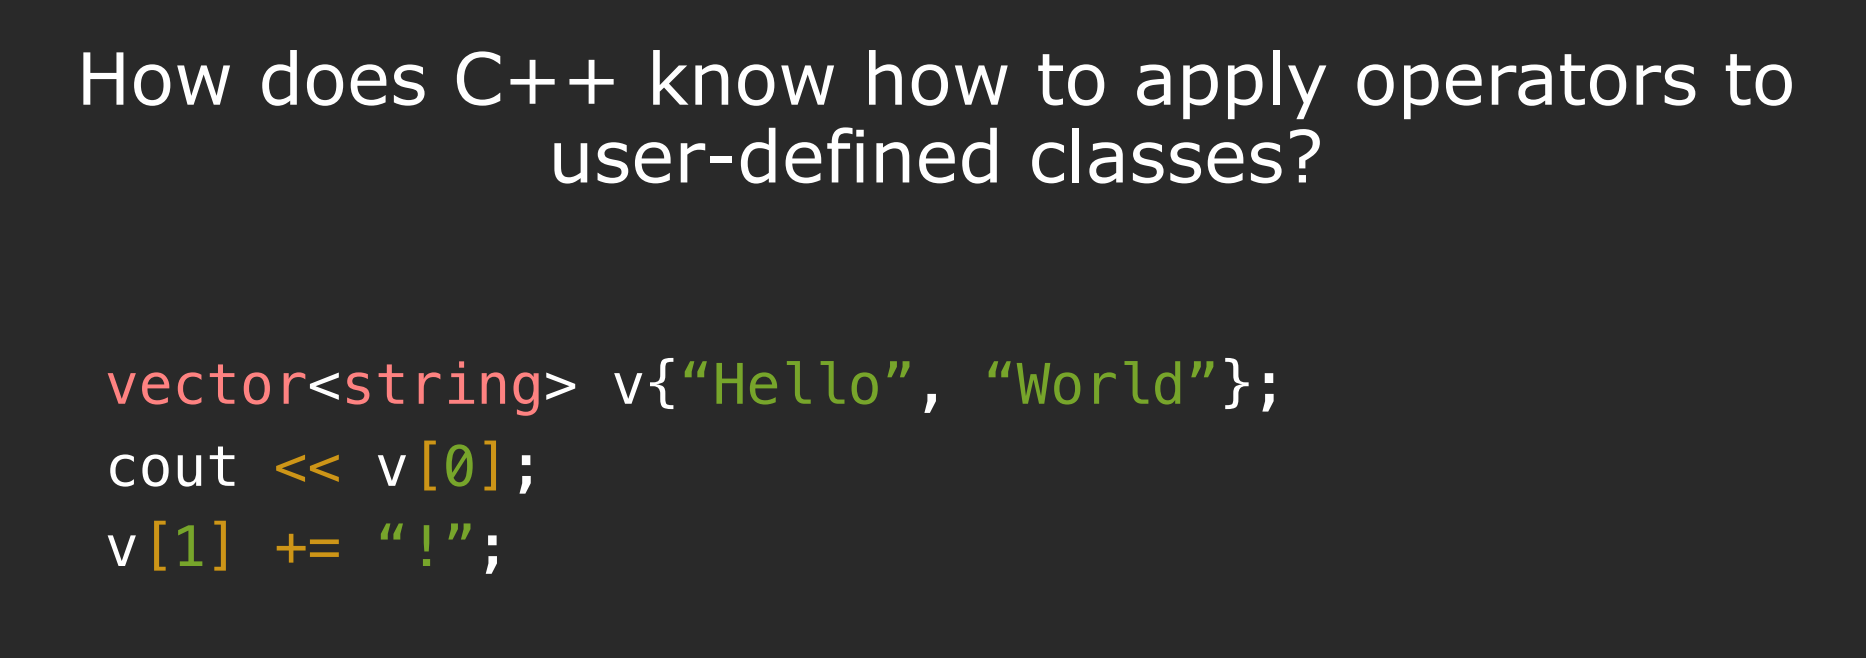 How does C++ know how to apply operators to
user-defined classes?
vector<string> v{“Hello”, “World”};
cout << v[0];
v[1] += “!”;